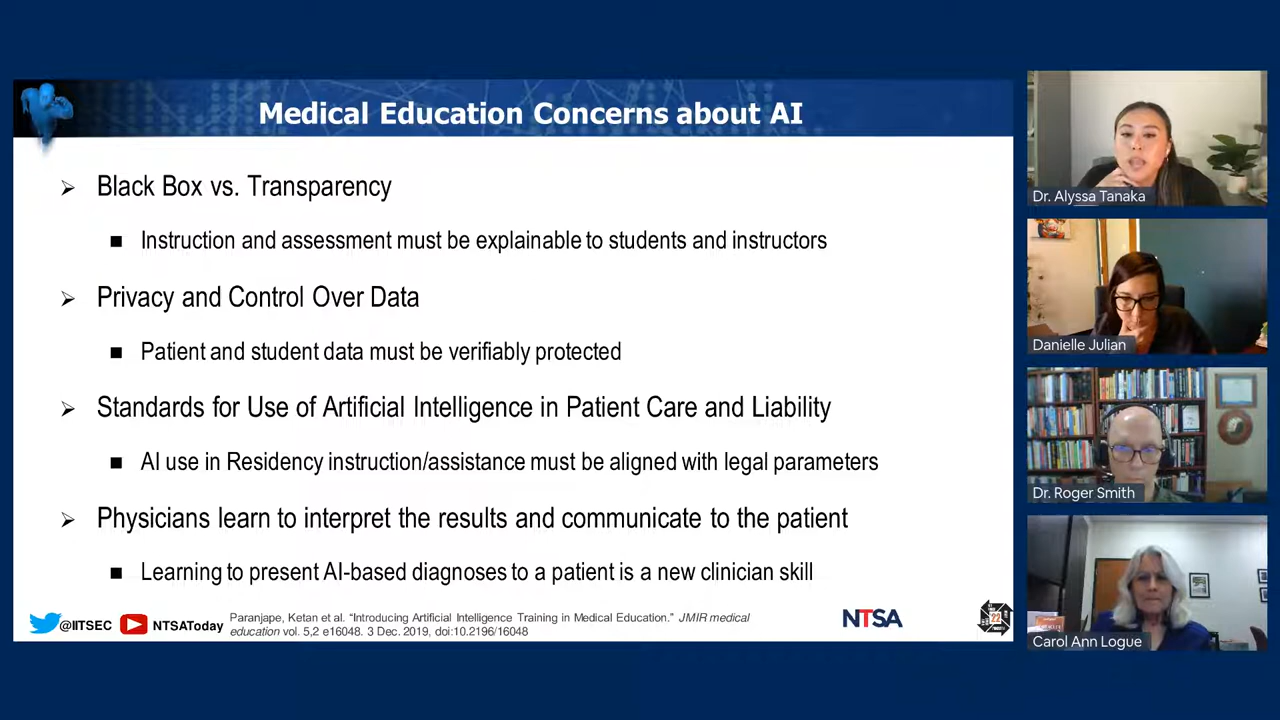 Medical Education Concerns about AI
Black Box vs. Transparency
Instruction and assessment must be explainable to students and instructors
Privacy and Control Over Data
Patient and student data must be verifiably protected
Standards for Use of Artificial Intelligence in Patient Care and Liability
AI use in Residency instruction/assistance must be aligned with legal parameters
Physicians learn to interpret the results and communicate to the patient
Learning to present AI-based diagnoses to a patient is a new clinician skill
@IITSEC
NTSAToday
Paranjape, Ketan et al. “Introducing Artificial Intelligence Training in Medical Education.” JMIR medical
education vol. 5,2 e16048. 3 Dec. 2019, doi:10.2196/16048
NTSA
Dr. Alyssa Tanaka
Danielle Julian
Dr. Roger Smith
Carol Ann Logue